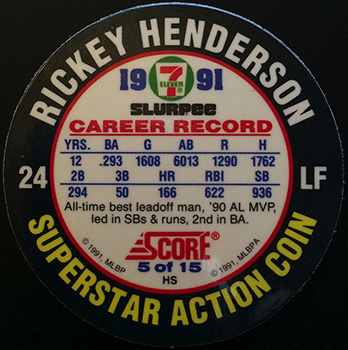 RICKEY HENDERSON
19 7 ELEVEN 91
SLURPEE
CAREER RECORD
YRS. BA G AB R H
12 .293 1608 6013 1290 1762
2B 3B HR RBI SB
294 50 166 622 936
24 LF
All-time best leadoff man, '90 AL MVP,
led in SBs & runs, 2nd in BA.
© 1991, MLBP SCORE® © 1991, MLBPA
5 of 15
HS
SUPERSTAR ACTION COIN